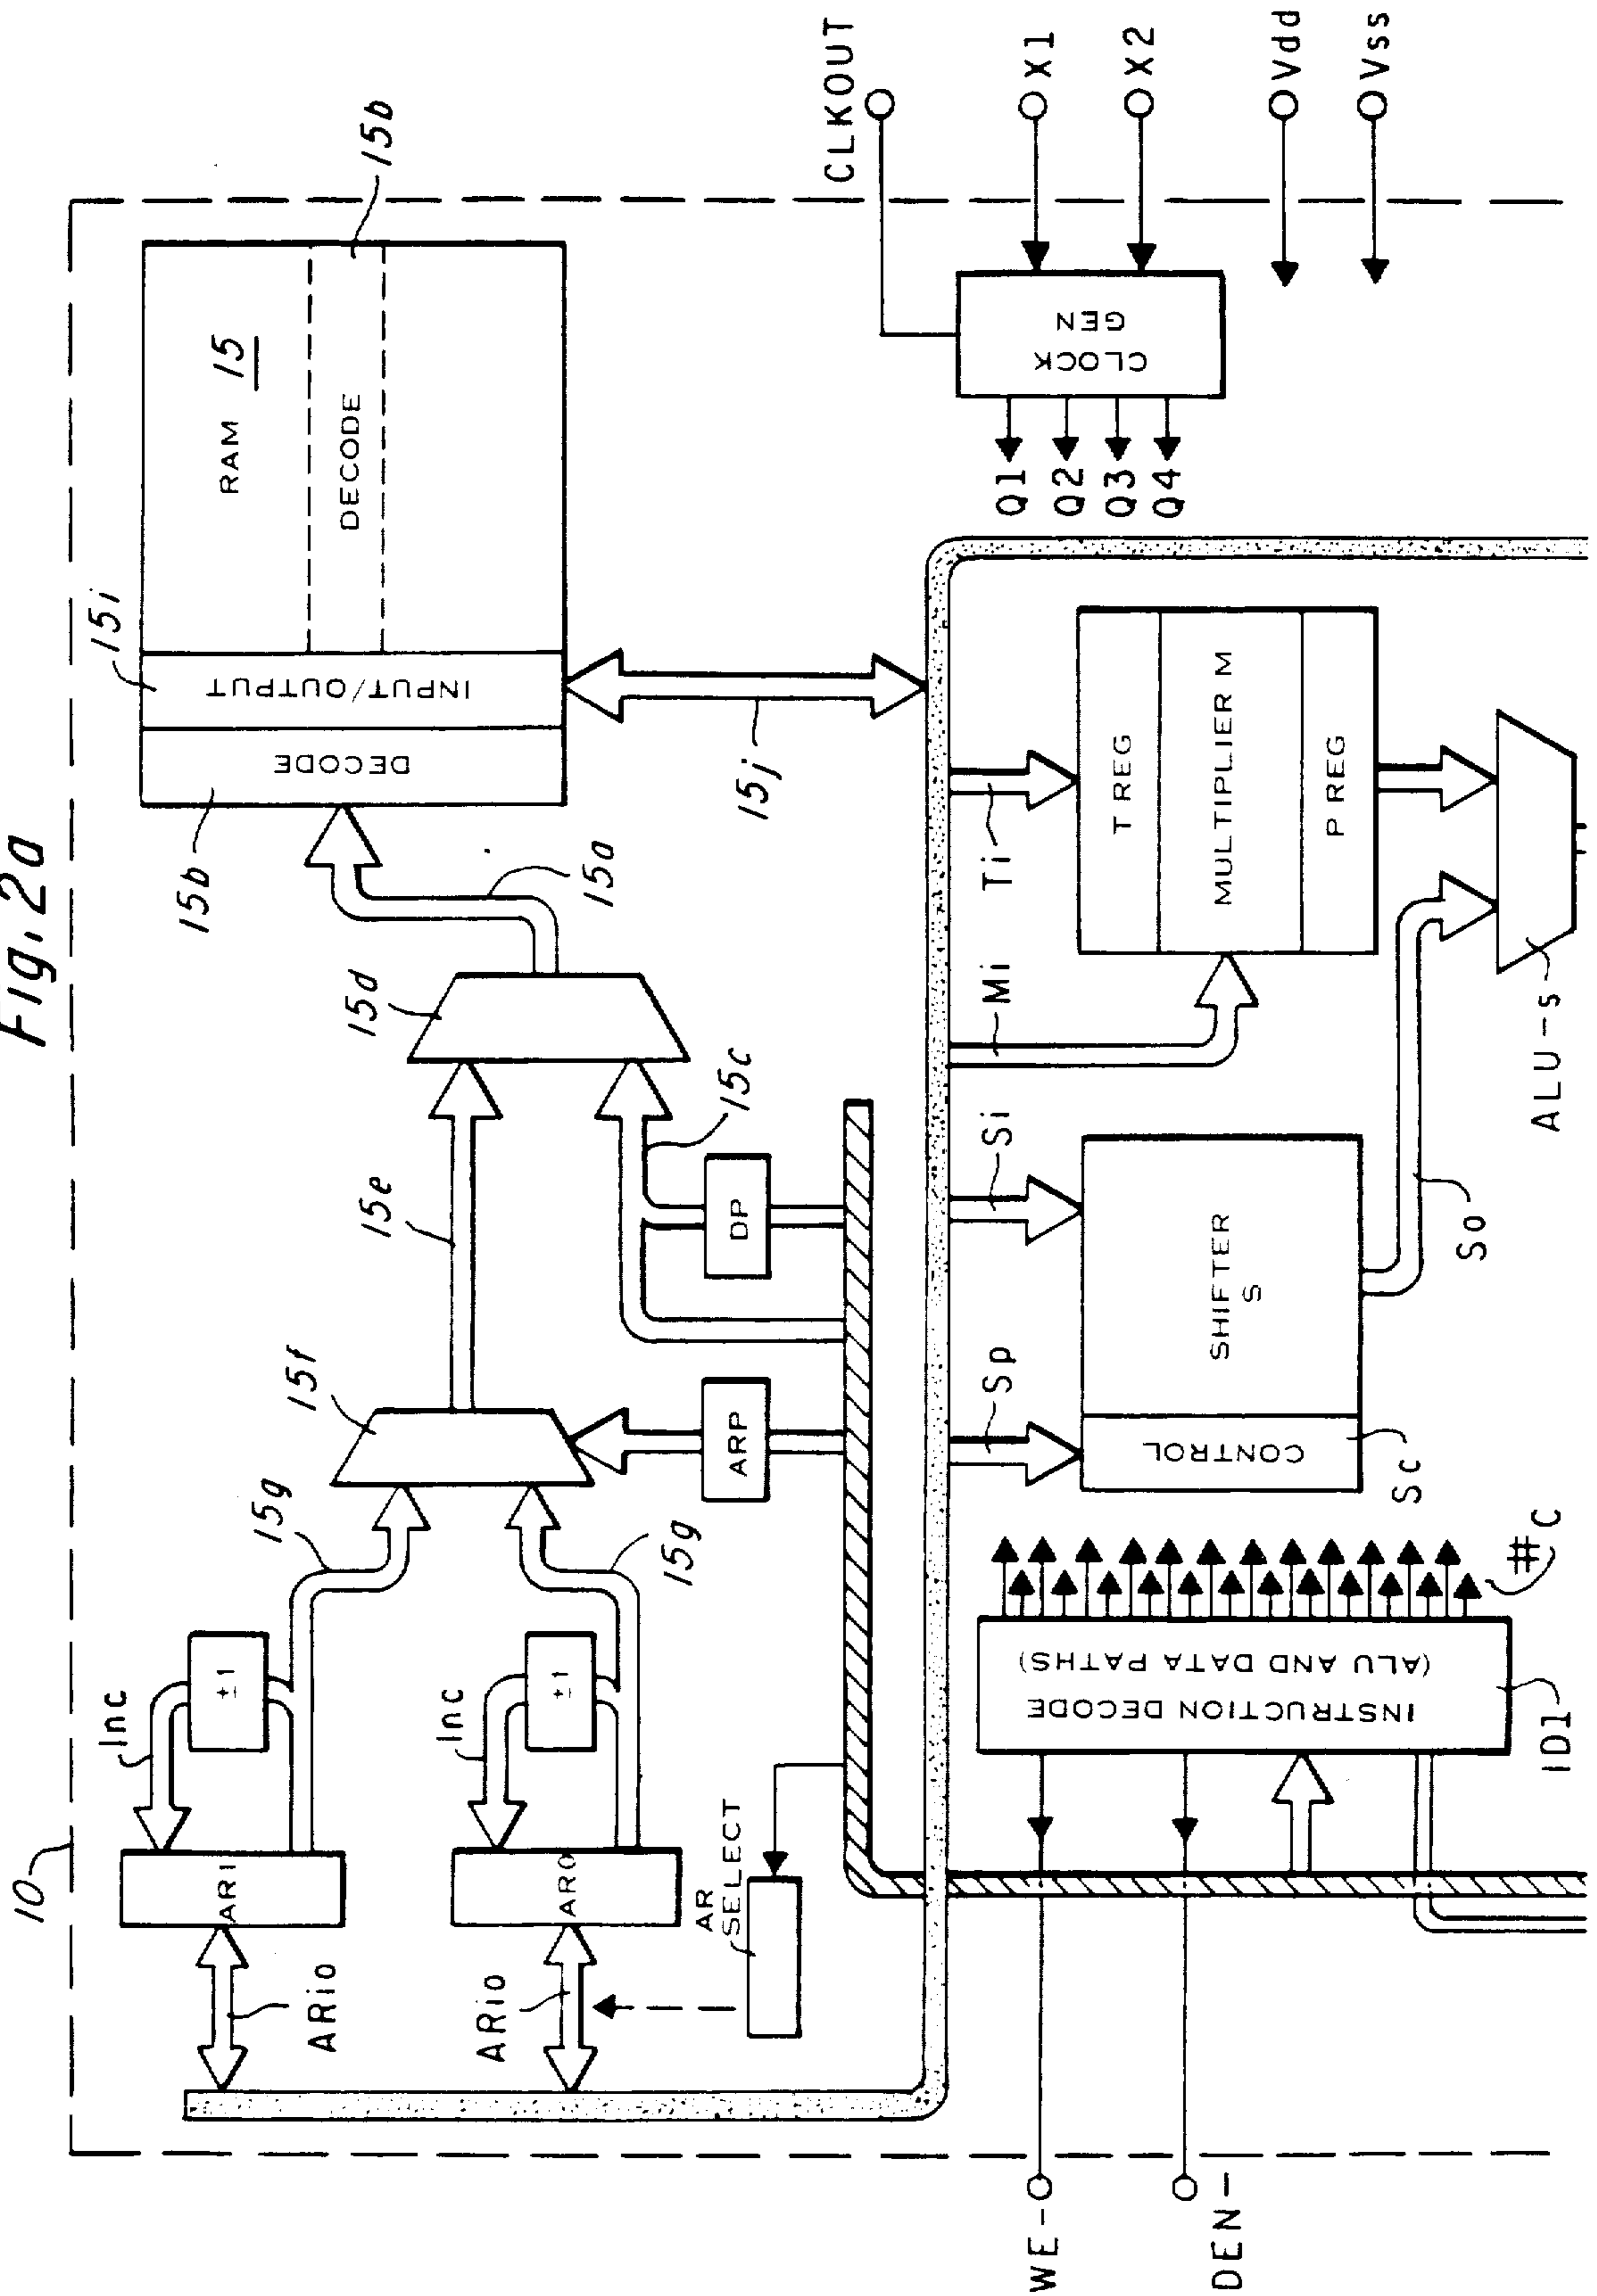 Fig. 2a
10
ARio
AR1
Inc
±1
15g
ARio
AR0
Inc
±1
15g
AR
SELECT
15f
ARP
15e
DP
15c
15d
15a
15b
DECODE
15i
INPUT/OUTPUT
RAM 15
DECODE
15b
15j
WE-
DEN-
INSTRUCTION DECODE
(ALU AND DATA PATHS)
ID1
#C
Sp
Si
CONTROL
Sc
SHIFTER
S
So
Mi
Ti
T REG
MULTIPLIER M
P REG
ALU-s
CLOCK
GEN
Q1
Q2
Q3
Q4
CLKOUT
X1
X2
Vdd
Vss